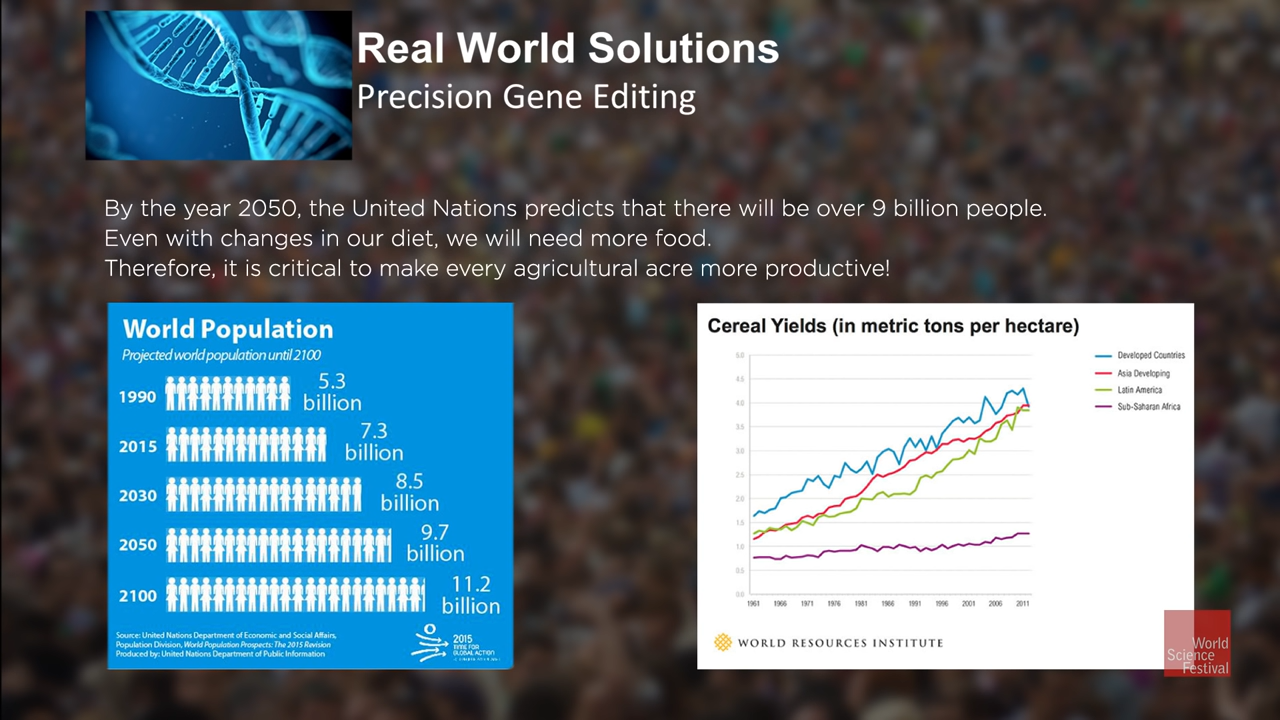 Real World Solutions
Precision Gene Editing
By the year 2050, the United Nations predicts that there will be over 9 billion people.
Even with changes in our diet, we will need more food.
Therefore, it is critical to make every agricultural acre more productive!
World Population
Projected world population until 2100
1990
5.3
billion
2015
7.3
billion
2030
8.5
billion
2050
9.7
billion
2100
11.2
billion
Source: United Nations Department of Economic and Social Affairs,
Population Division, World Population Prospects: The 2015 Revision
Produced by: United Nations Department of Public Information
2015
TIME FOR
GLOBAL ACTION
Cereal Yields (in metric tons per hectare)
5.0
4.5
4.0
3.5
3.0
2.5
2.0
1.5
1.0
0.5
0.0
1961 1966 1971 1976 1981 1986 1991 1996 2001 2006 2011
Developed Countries
Asia Developing
Latin America
Sub-Saharan Africa
WORLD RESOURCES INSTITUTE
World
Science
Festival